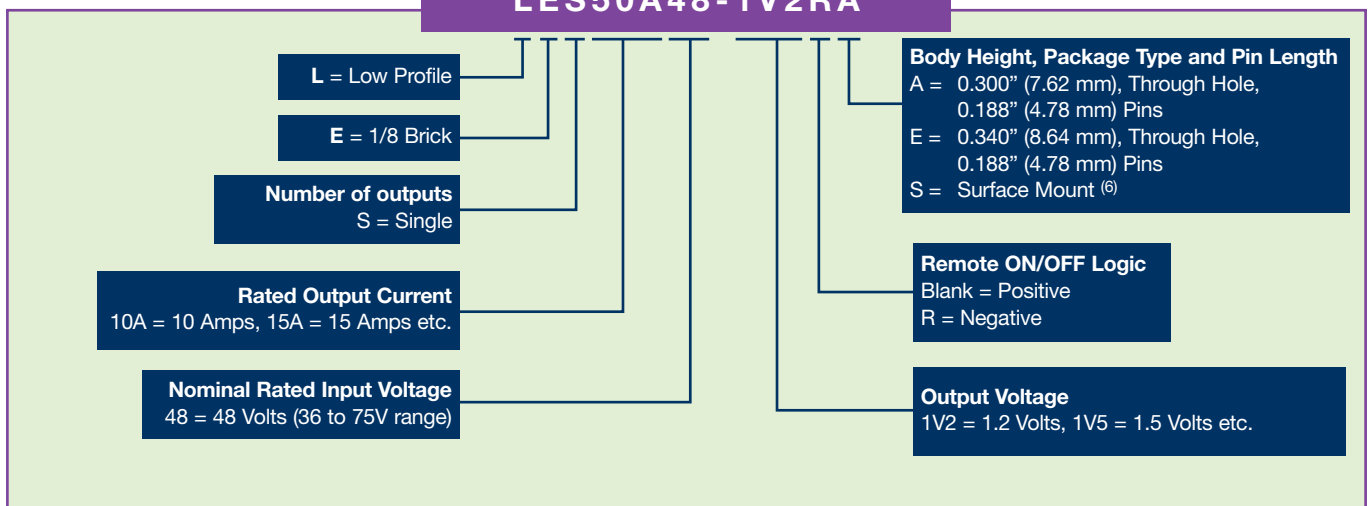 LES50A48-1V2RA
L = Low Profile
E = 1/8 Brick
Number of outputs
S = Single
Rated Output Current
10A = 10 Amps, 15A = 15 Amps etc.
Nominal Rated Input Voltage
48 = 48 Volts (36 to 75V range)
Body Height, Package Type and Pin Length
A = 0.300" (7.62 mm), Through Hole,
0.188" (4.78 mm) Pins
E = 0.340" (8.64 mm), Through Hole,
0.188" (4.78 mm) Pins
S = Surface Mount (6)
Remote ON/OFF Logic
Blank = Positive
R = Negative
Output Voltage
1V2 = 1.2 Volts, 1V5 = 1.5 Volts etc.